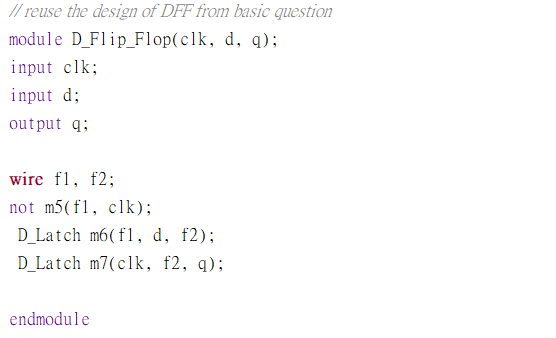 // reuse the design of DFF from basic question
module D_Flip_Flop(clk, d, q);
input clk;
input d;
output q;
wire f1, f2;
not m5(f1, clk);
D_Latch m6(f1, d, f2);
D_Latch m7(clk, f2, q);
endmodule